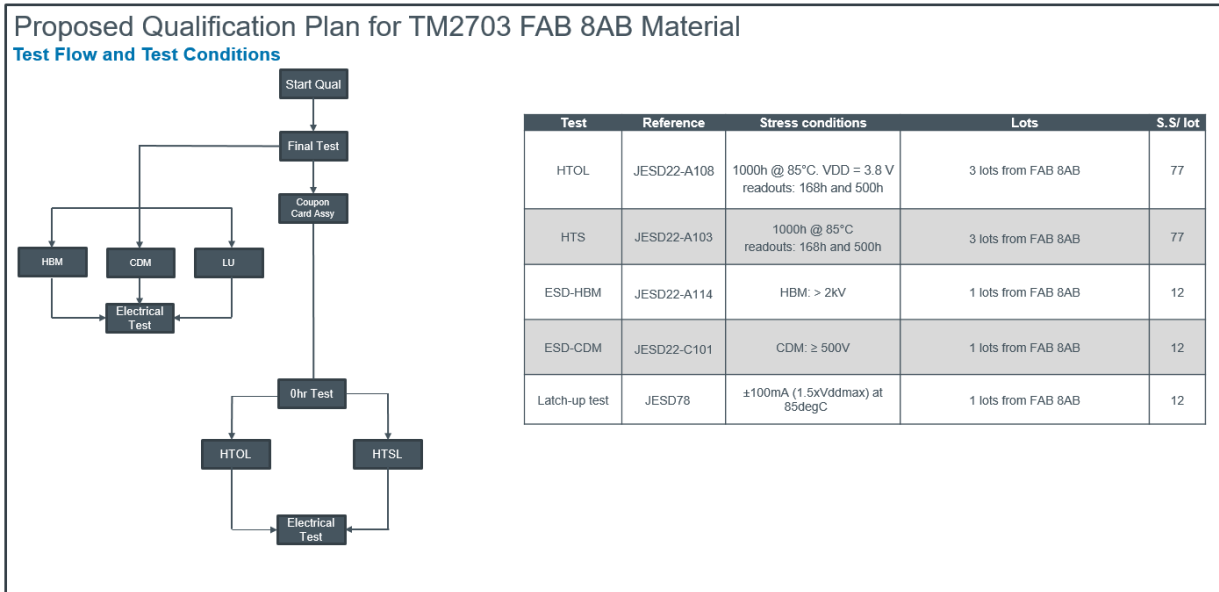 Proposed Qualification Plan for TM2703 FAB 8AB Material
Test Flow and Test Conditions
Start Qual
Final Test
Coupon
Card Assy
HBM
CDM
LU
Electrical
Test
0hr Test
HTOL
HTSL
Electrical
Test
Test Reference Stress conditions Lots S.S/ lot
HTOL JESD22-A108 1000h @ 85°C. VDD = 3.8 V
readouts: 168h and 500h 3 lots from FAB 8AB 77
HTS JESD22-A103 1000h @ 85°C
readouts: 168h and 500h 3 lots from FAB 8AB 77
ESD-HBM JESD22-A114 HBM: > 2kV 1 lots from FAB 8AB 12
ESD-CDM JESD22-C101 CDM: ≥ 500V 1 lots from FAB 8AB 12
Latch-up test JESD78 ±100mA (1.5xVddmax) at
85degC 1 lots from FAB 8AB 12